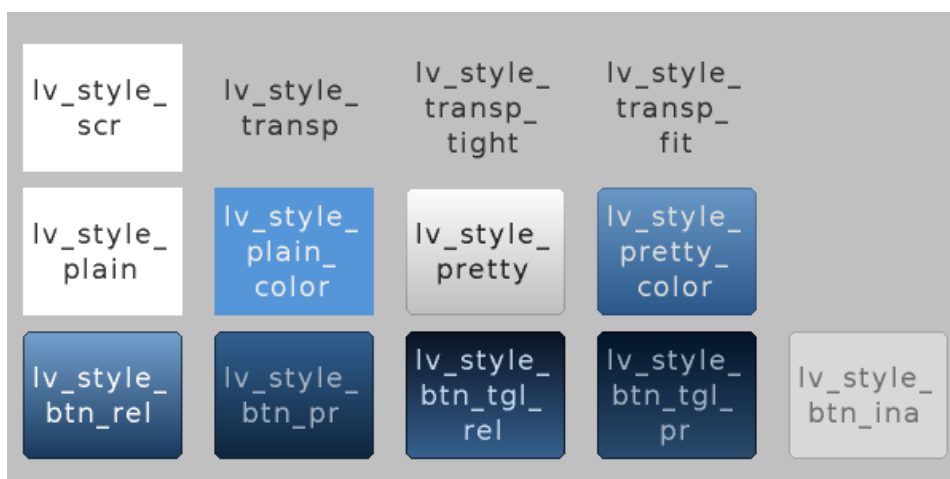 lv_style_
scr
lv_style_
transp
lv_style_
transp_
tight
lv_style_
transp_
fit
lv_style_
plain
lv_style_
plain_
color
lv_style_
pretty
lv_style_
pretty_
color
lv_style_
btn_rel
lv_style_
btn_pr
lv_style_
btn_tgl_
rel
lv_style_
btn_tgl_
pr
lv_style_
btn_ina